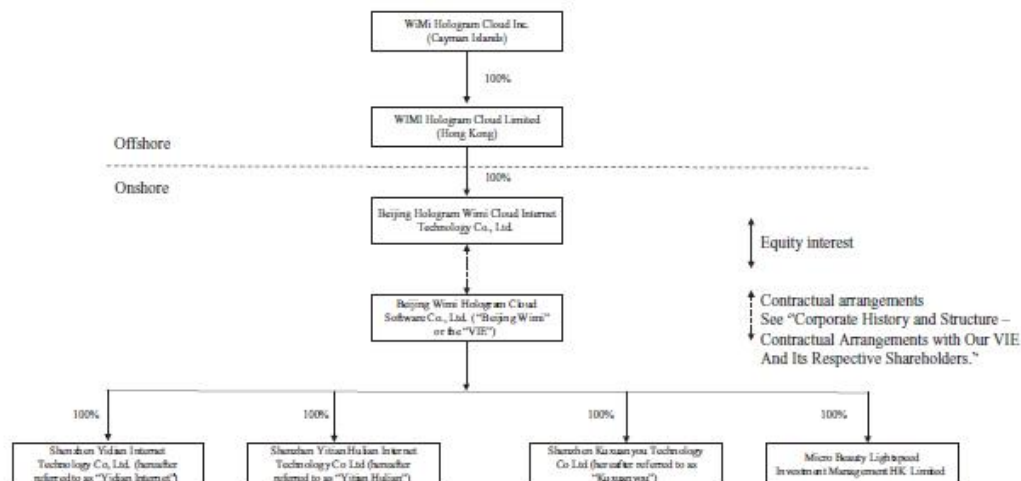 WiMi Hologram Cloud Inc.
(Cayman Islands)
100%
WIMI Hologram Cloud Limited
(Hong Kong)
Offshore
100%
Onshore
Beijing Hologram Wimi Cloud Internet
Technology Co., Ltd.
Equity interest
Beijing Wimi Hologram Cloud
Software Co., Ltd. ("Beijing Wimi"
or the "VIE")
Contractual arrangements
See "Corporate History and Structure –
Contractual Arrangements with Our VIE
And Its Respective Shareholders."
100%
100%
100%
100%
Shenzhen Yidian Internet
Technology Co, Ltd. (hereafter
referred to as "Yidian Internet")
Shenzhen Yitian Hulian Internet
Technology Co Ltd (hereafter
referred to as "Yitian Hulian")
Shenzhen Kuxuanyou Technology
Co Ltd (hereafter referred to as
"Kuxuanyou")
Micro Beauty Lightspeed
Investment Management HK Limited